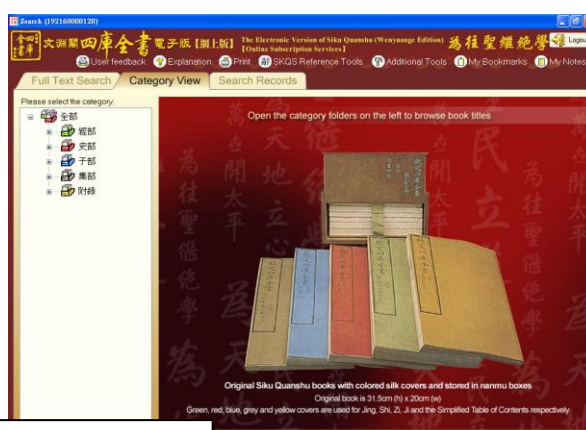 Search (192168000128)
文淵閣四庫全書電子版【網上版】
The Electronic Version of Siku Quanshu (Wenyuange Edition)
【Online Subscription Services】
為往聖繼絶學
Logou
User feedback Explanation Print SKQS Reference Tools Additional Tools My Bookmarks My Notes
Full Text Search Category View Search Records
Please select the category.
全部
經部
史部
子部
集部
附錄
Open the category folders on the left to browse book titles
Original Siku Quanshu books with colored silk covers and stored in nanmu boxes
Original book is 31.5cm (h) x 20cm (w)
Green, red, blue, grey and yellow covers are used for Jing, Shi, Zi, Ji and the Simplified Table of Contents respectively